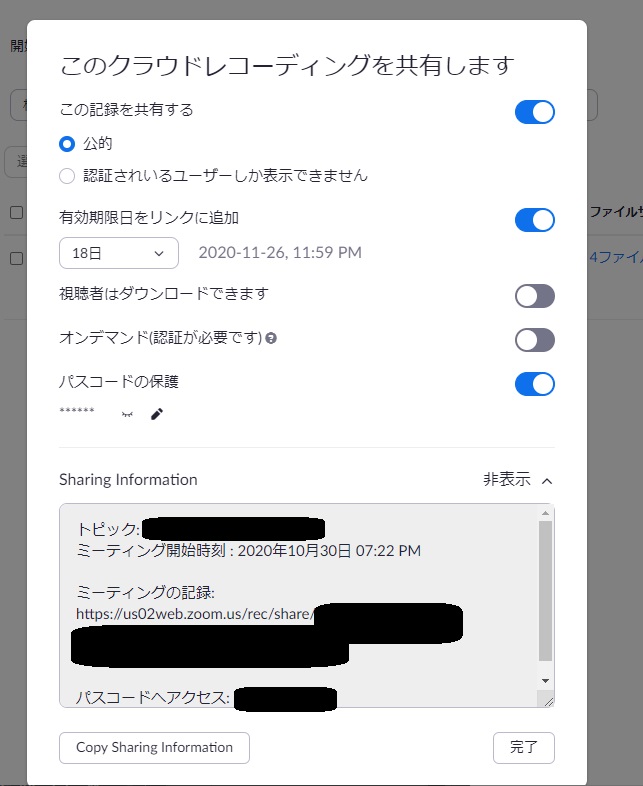 開
このクラウドレコーディングを共有します
この記録を共有する
公的
認証されいるユーザーしか表示できません
有効期限日をリンクに追加
ファイルサ
18日
2020-11-26, 11:59 PM
4ファイル
視聴者はダウンロードできます
オンデマンド(認証が必要です)
パスコードの保護
******
Sharing Information
非表示
トピック:
ミーティング開始時刻 : 2020年10月30日 07:22 PM
ミーティングの記録:
https://us02web.zoom.us/rec/share/
パスコードへアクセス:
Copy Sharing Information
完了